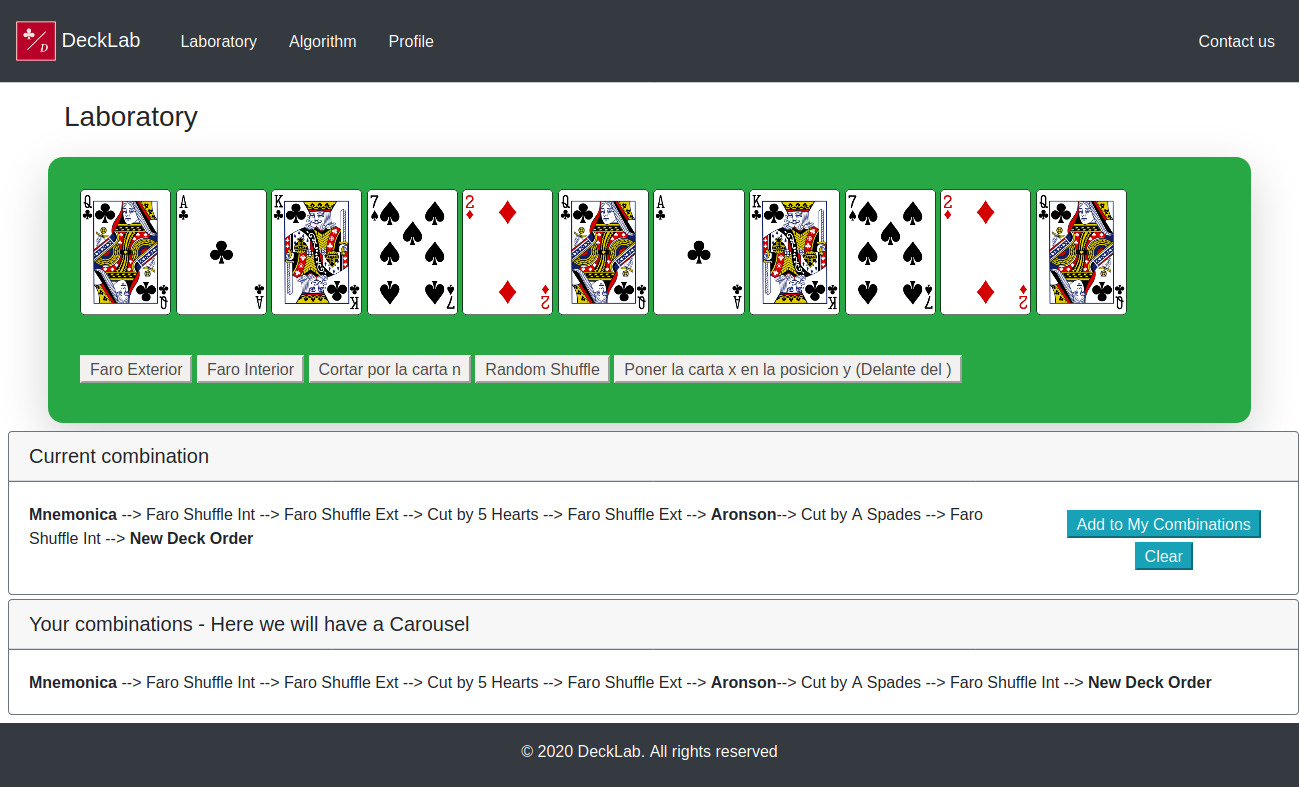 DeckLab Laboratory Algorithm Profile Contact us
D
Laboratory
Q A K 7 2 Q A K 7 2 Q
Q A K 7 2 Q A K 7 2 Q
Faro Exterior Faro Interior Cortar por la carta n Random Shuffle Poner la carta x en la posicion y (Delante del )
Current combination
Mnemonica --> Faro Shuffle Int --> Faro Shuffle Ext --> Cut by 5 Hearts --> Faro Shuffle Ext --> Aronson--> Cut by A Spades --> Faro
Shuffle Int --> New Deck Order
Add to My Combinations
Clear
Your combinations - Here we will have a Carousel
Mnemonica --> Faro Shuffle Int --> Faro Shuffle Ext --> Cut by 5 Hearts --> Faro Shuffle Ext --> Aronson--> Cut by A Spades --> Faro Shuffle Int --> New Deck Order
© 2020 DeckLab. All rights reserved